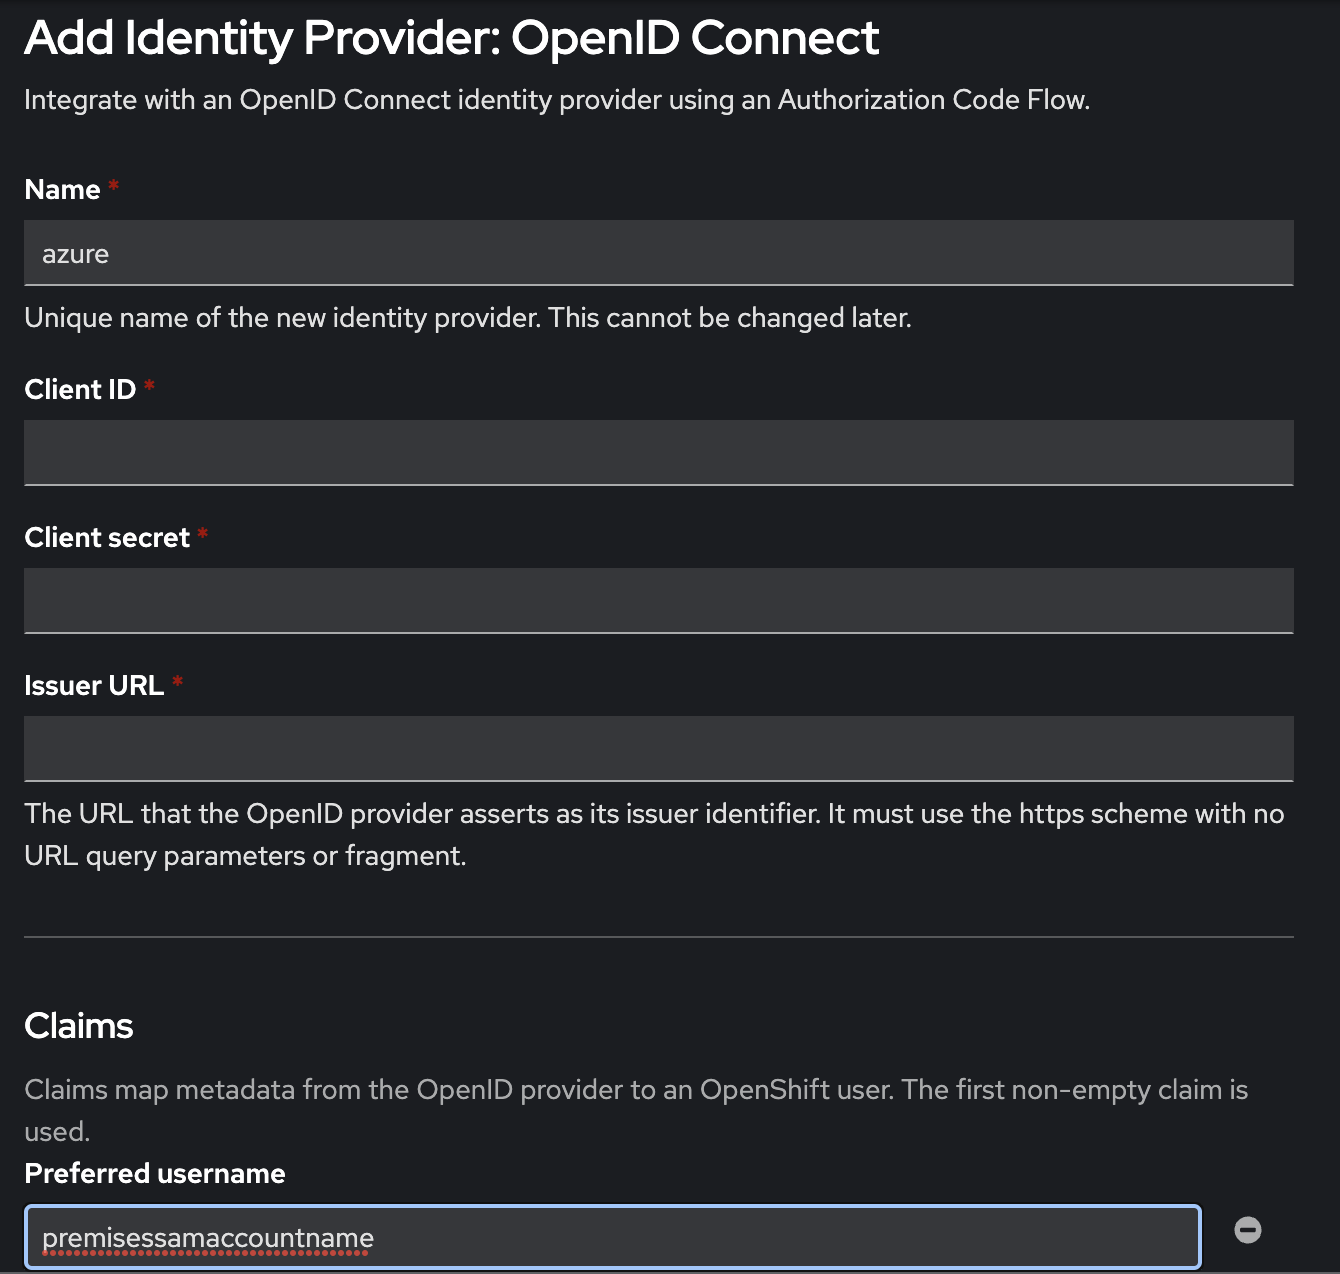 Add Identity Provider: OpenID Connect
Integrate with an OpenID Connect identity provider using an Authorization Code Flow.
Name *
azure
Unique name of the new identity provider. This cannot be changed later.
Client ID *
Client secret *
Issuer URL *
The URL that the OpenID provider asserts as its issuer identifier. It must use the https scheme with no
URL query parameters or fragment.
Claims
Claims map metadata from the OpenID provider to an OpenShift user. The first non-empty claim is
used.
Preferred username
premisessamaccountname